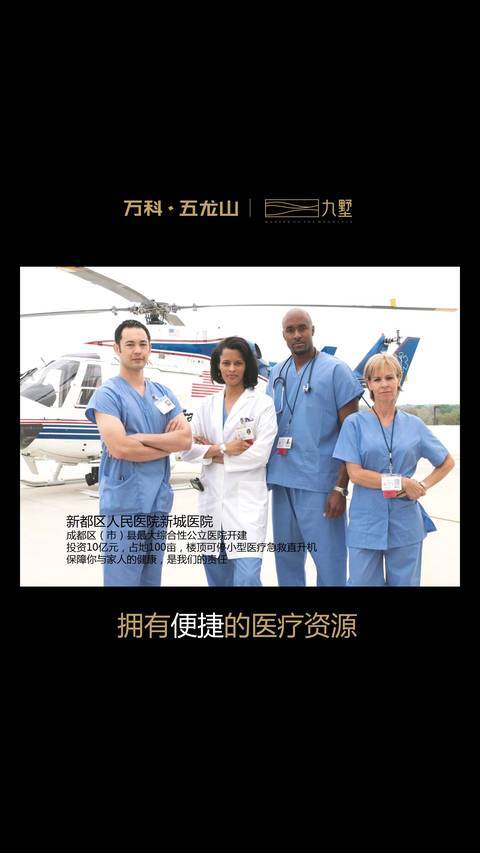 万科·五龙山
九墅
新都区人民医院新城医院
成都区（市）县最大综合性公立医院开建
投资10亿元，占地100亩，楼顶可停小型医疗急救直升机
保障你与家人的健康，是我们的责任
拥有便捷的医疗资源